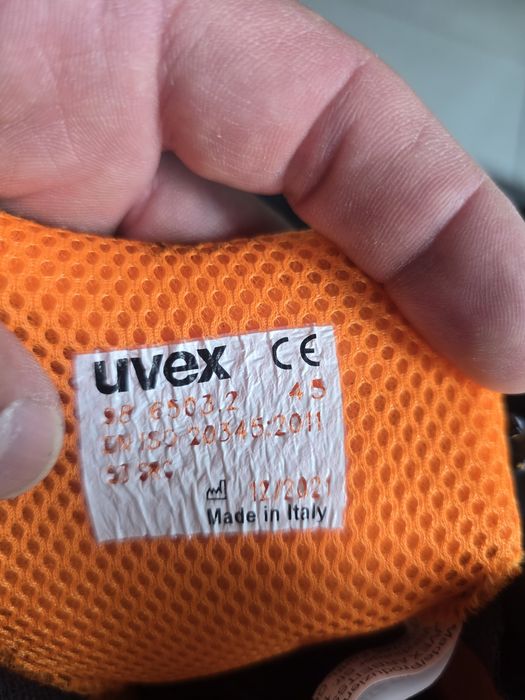 uvex CE
98 6503.2 45
EN ISO 20345:2011
S3 SRC
12/2021
Made in Italy